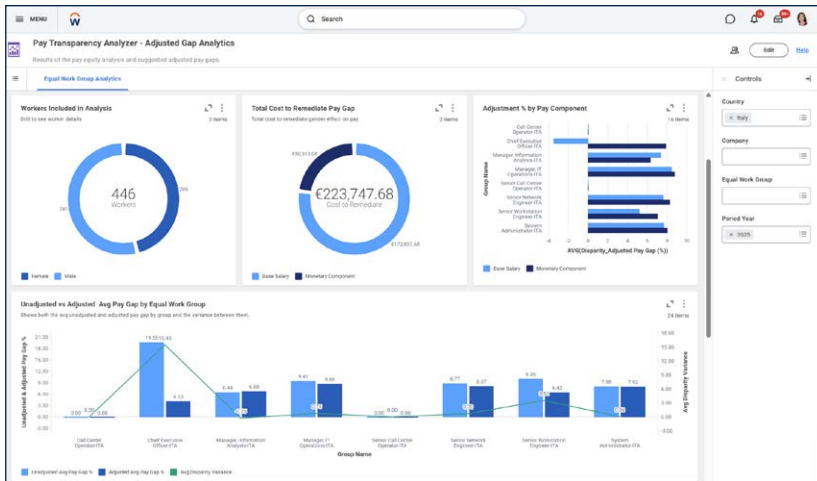 MENU
Search
Pay Transparency Analyzer - Adjusted Gap Analytics
Results of the pay equity analysis and suggested adjusted pay gaps.
Edit
Help
Equal Work Group Analytics
Controls
Country
× Italy
Company
Equal Work Group
Period Year
× 2025
Workers Included in Analysis
Drill to see worker details
2 items
446
Workers
Female
Male
Total Cost to Remediate Pay Gap
Total cost to remediate gender effect on pay.
2 items
€223,747.68
Cost to Remediate
Base Salary
Monetary Component
Adjustment % by Pay Component
16 items
Group Name
Call Center
Operator-ITA
Chief Executive
Officer-ITA
Manager, Information
Analysis-ITA
Manager, IT
Operations-ITA
Senior Call Center
Operator-ITA
Senior Network
Engineer-ITA
Senior Workstation
Engineer-ITA
System
Administrator-ITA
#VG(Disparity_Adjusted Pay Gap (%))
Base Salary
Monetary Component
Unadjusted vs Adjusted Avg Pay Gap by Equal Work Group
Shows both the avg unadjusted and adjusted pay gap by group and the variance between them.
24 items
Unadjusted & Adjusted Pay Gap %
Avg Disparity Variance
Call Center
Operator-ITA
Chief Executive
Officer-ITA
Manager, Information
Analysis-ITA
Manager, IT
Operations-ITA
Senior Call Center
Operator-ITA
Senior Network
Engineer-ITA
Senior Workstation
Engineer-ITA
System
Administrator-ITA
Group Name
Unadjusted Avg Pay Gap %
Adjusted Avg Pay Gap %
Avg Disparity Variance